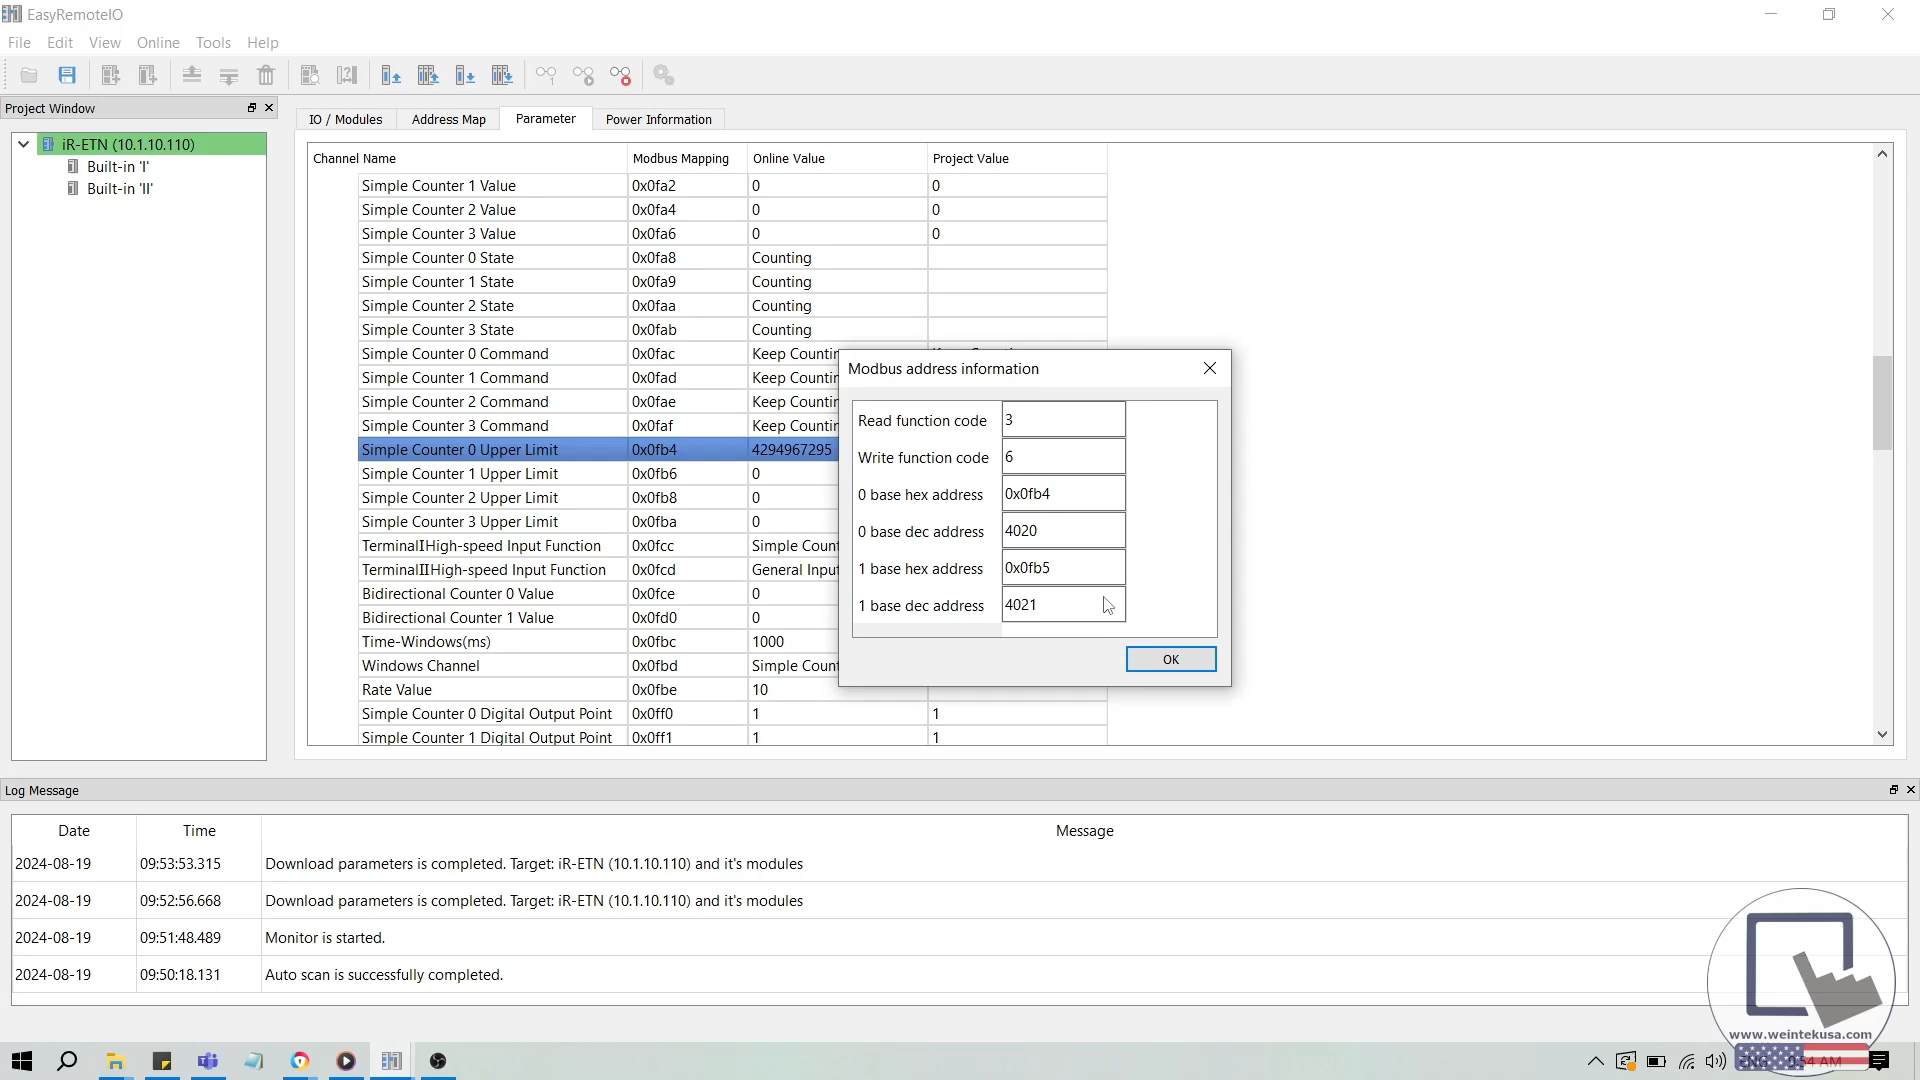 EasyRemoteIO
File Edit View Online Tools Help
Project Window
iR-ETN (10.1.10.110)
Built-in 'I'
Built-in 'II'
IO / Modules Address Map Parameter Power Information
Channel Name Modbus Mapping Online Value Project Value
Simple Counter 1 Value 0x0fa2 0 0
Simple Counter 2 Value 0x0fa4 0 0
Simple Counter 3 Value 0x0fa6 0 0
Simple Counter 0 State 0x0fa8 Counting
Simple Counter 1 State 0x0fa9 Counting
Simple Counter 2 State 0x0faa Counting
Simple Counter 3 State 0x0fab Counting
Simple Counter 0 Command 0x0fac Keep Countin
Simple Counter 1 Command 0x0fad Keep Countin
Simple Counter 2 Command 0x0fae Keep Countin
Simple Counter 3 Command 0x0faf Keep Countin
Simple Counter 0 Upper Limit 0x0fb4 4294967295
Simple Counter 1 Upper Limit 0x0fb6 0
Simple Counter 2 Upper Limit 0x0fb8 0
Simple Counter 3 Upper Limit 0x0fba 0
TerminalⅠHigh-speed Input Function 0x0fcc Simple Count
TerminalⅡHigh-speed Input Function 0x0fcd General Input
Bidirectional Counter 0 Value 0x0fce 0
Bidirectional Counter 1 Value 0x0fd0 0
Time-Windows(ms) 0x0fbc 1000
Windows Channel 0x0fbd Simple Count
Rate Value 0x0fbe 10
Simple Counter 0 Digital Output Point 0x0ff0 1 1
Simple Counter 1 Digital Output Point 0x0ff1 1 1
Modbus address information
Read function code 3
Write function code 6
0 base hex address 0x0fb4
0 base dec address 4020
1 base hex address 0x0fb5
1 base dec address 4021
OK
Log Message
Date Time Message
2024-08-19 09:53:53.315 Download parameters is completed. Target: iR-ETN (10.1.10.110) and it's modules
2024-08-19 09:52:56.668 Download parameters is completed. Target: iR-ETN (10.1.10.110) and it's modules
2024-08-19 09:51:48.489 Monitor is started.
2024-08-19 09:50:18.131 Auto scan is successfully completed.
www.weintekusa.com
ENG 9:54 AM